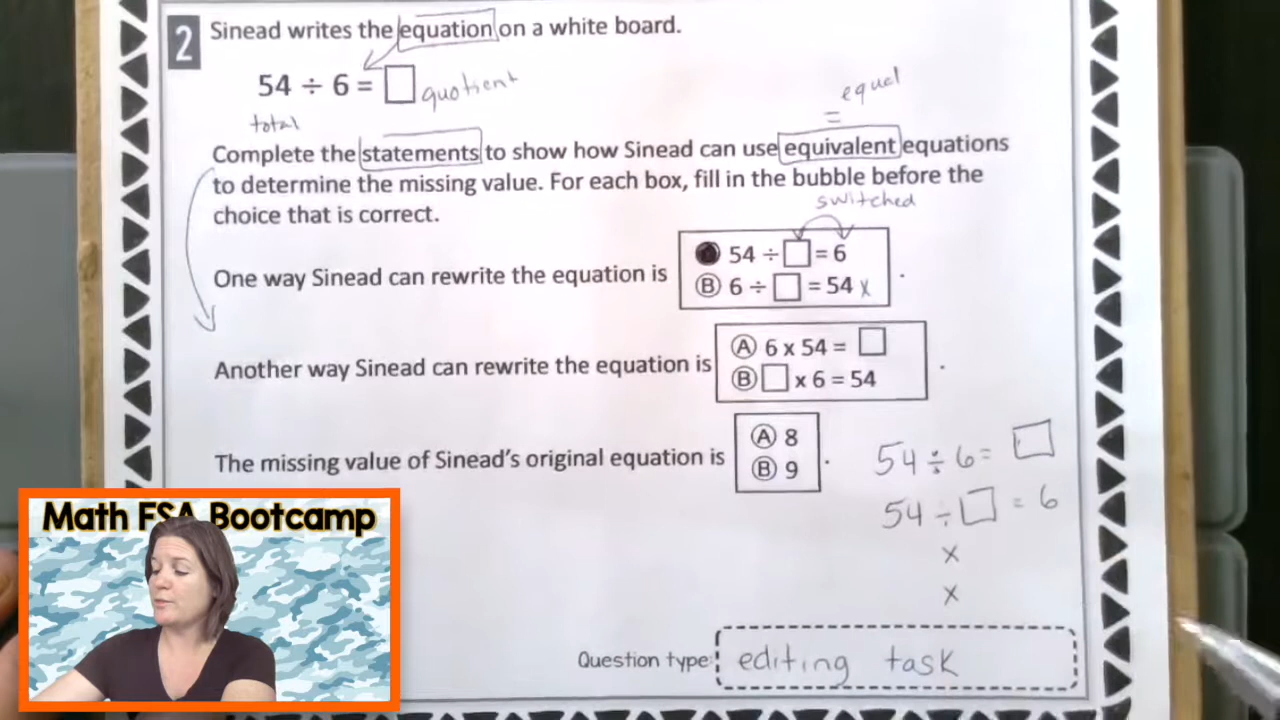 2 Sinead writes the equation on a white board.
54 ÷ 6 = □ quotient
total
equal
=
Complete the statements to show how Sinead can use equivalent equations
to determine the missing value. For each box, fill in the bubble before the
switched
choice that is correct.
54 ÷ □ = 6
One way Sinead can rewrite the equation is
B 6 ÷ □ = 54 x
.
A 6 x 54 = □
Another way Sinead can rewrite the equation is
B □ x 6 = 54
.
A 8
The missing value of Sinead's original equation is
B 9
.
54 ÷ 6 = □
54 ÷ □ = 6
x
x
Math FSA Bootcamp
Question type: editing task